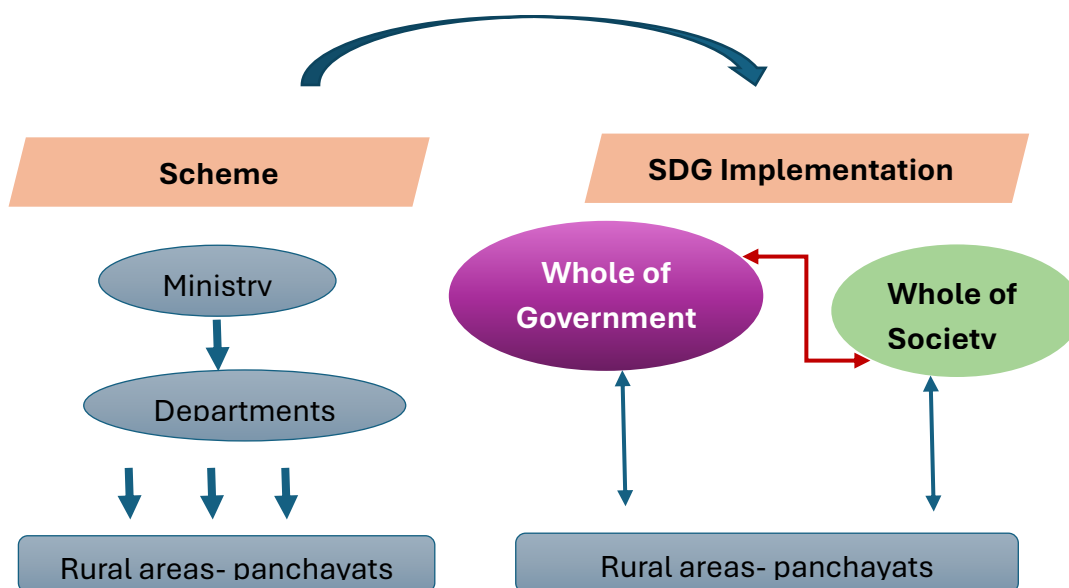 Scheme
Ministry
Departments
Rural areas- panchayats
SDG Implementation
Whole of
Government
Whole of
Society
Rural areas- panchayats